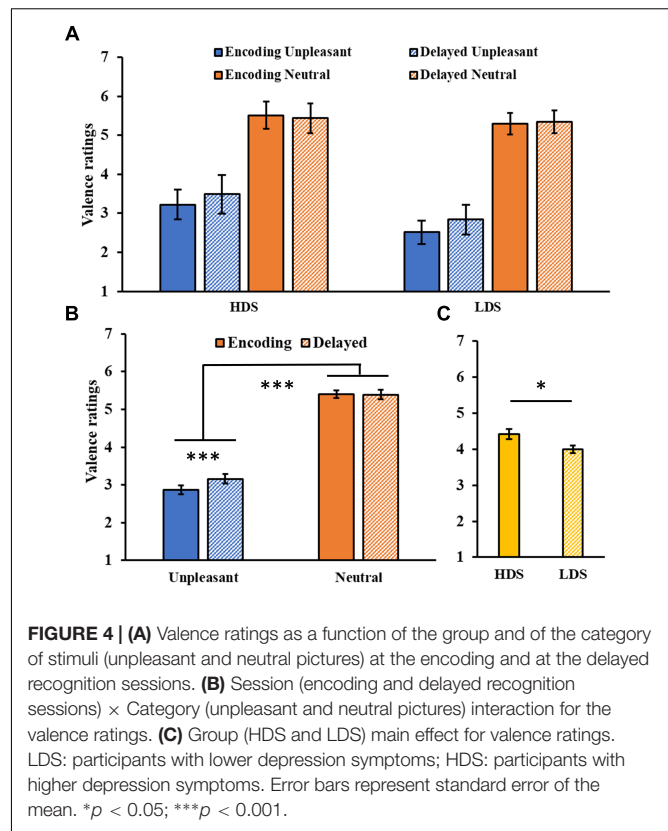 A
Encoding Unpleasant Delayed Unpleasant
Encoding Neutral Delayed Neutral
7
6
5
4
3
2
1
Valence ratings
HDS LDS
B
Encoding Delayed
7
6
5
4
3
2
1
Valence ratings
***
***
Unpleasant Neutral
C
7
6
5
4
3
2
1
*
HDS LDS
FIGURE 4 | (A) Valence ratings as a function of the group and of the category
of stimuli (unpleasant and neutral pictures) at the encoding and at the delayed
recognition sessions. (B) Session (encoding and delayed recognition
sessions) × Category (unpleasant and neutral pictures) interaction for the
valence ratings. (C) Group (HDS and LDS) main effect for valence ratings.
LDS: participants with lower depression symptoms; HDS: participants with
higher depression symptoms. Error bars represent standard error of the
mean. *p < 0.05; ***p < 0.001.